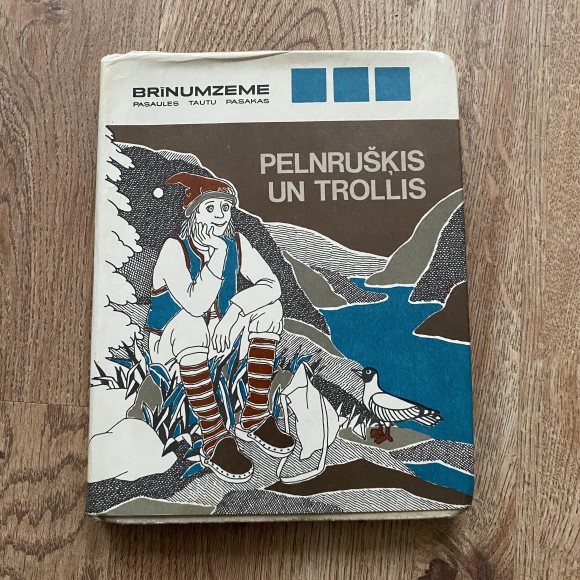 BRĪNUMZEME
PASAULES TAUTU PASAKAS
PELNRUŠĶIS
UN TROLLIS